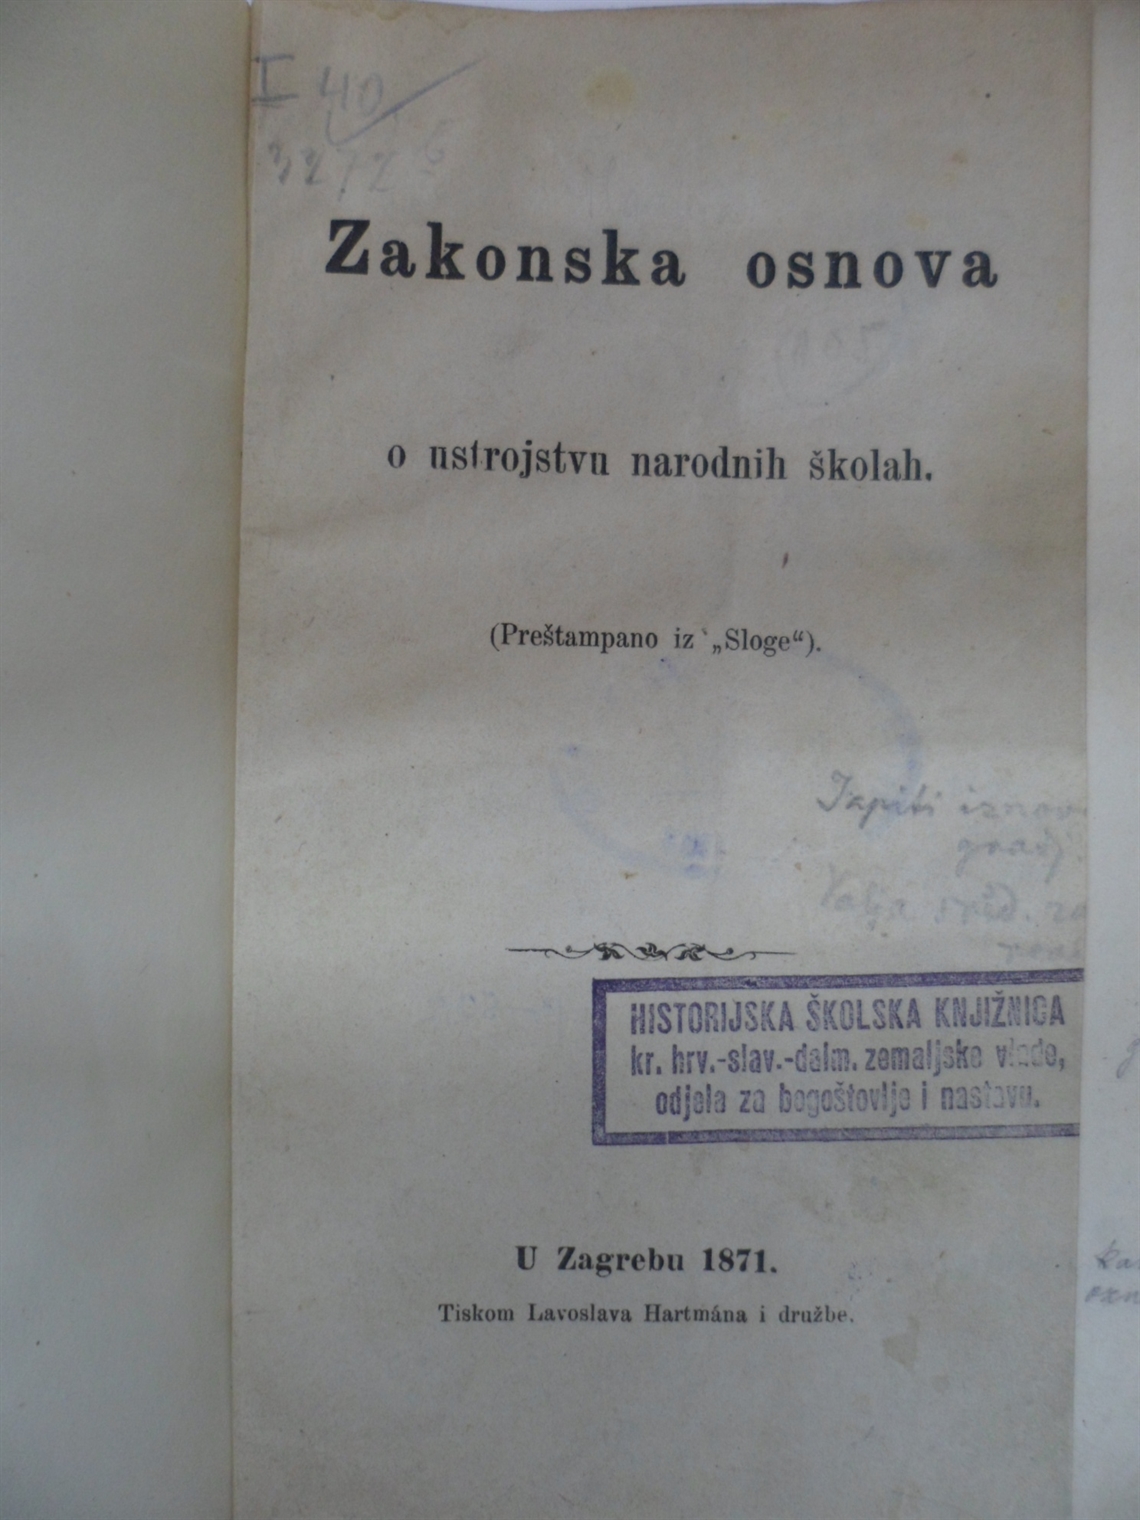 I 40
3272
Zakonska osnova
o ustrojstvu narodnih školah.
(Preštampano iz „Sloge“).
HISTORIJSKA ŠKOLSKA KNJIŽNICA
kr. hrv.-slav.-dalm. zemaljske vlade,
odjela za bogoštovlje i nastavu.
U Zagrebu 1871.
Tiskom Lavoslava Hartmána i družbe.